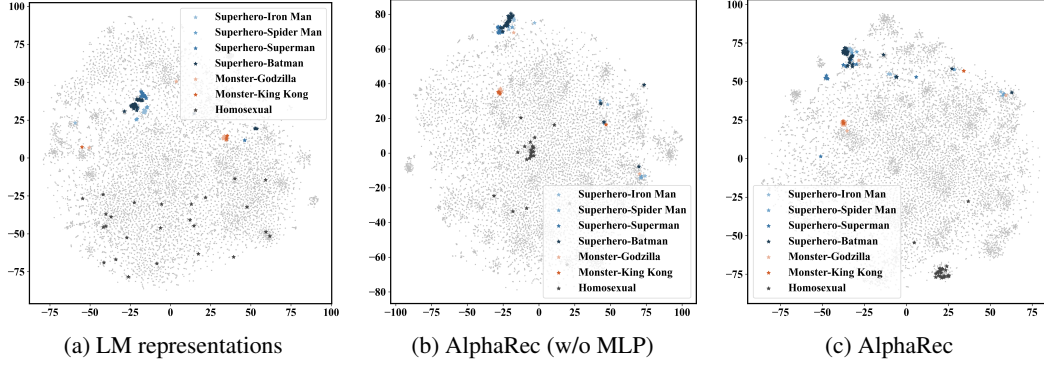 100
75
50
25
0
−25
−50
−75
−75
−50
−25
0
25
50
75
100
Superhero-Iron Man
Superhero-Spider Man
Superhero-Superman
Superhero-Batman
Monster-Godzilla
Monster-King Kong
Homosexual
(a) LM representations
80
60
40
20
0
−20
−40
−60
−80
−100
−75
−50
−25
0
25
50
75
100
Superhero-Iron Man
Superhero-Spider Man
Superhero-Superman
Superhero-Batman
Monster-Godzilla
Monster-King Kong
Homosexual
(b) AlphaRec (w/o MLP)
100
75
50
25
0
−25
−50
−75
−75
−50
−25
0
25
50
75
Superhero-Iron Man
Superhero-Spider Man
Superhero-Superman
Superhero-Batman
Monster-Godzilla
Monster-King Kong
Homosexual
(c) AlphaRec